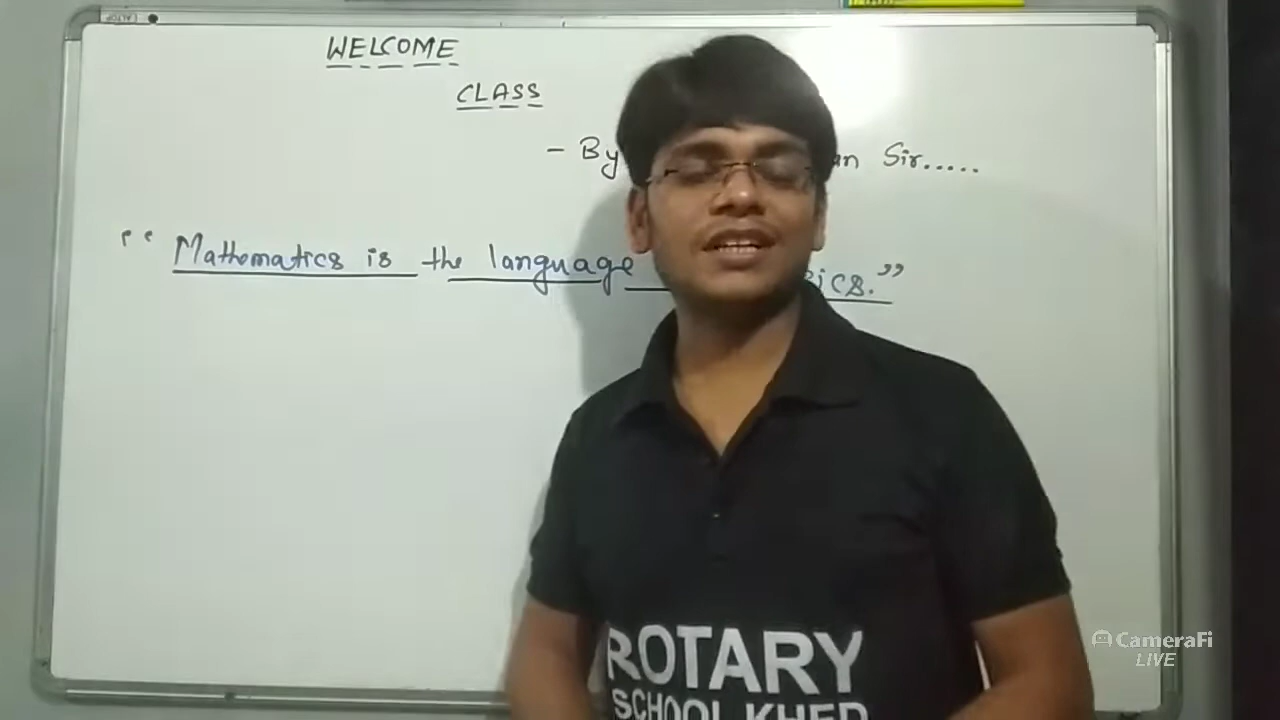 WELCOME
CLASS
- By Sir.....
"Mathematics is the language
ics."
ROTARY
SCHOOL KHED
CameraFi
LIVE